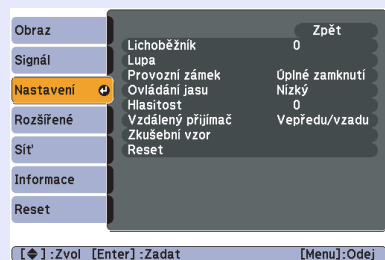 Obraz
Signál
Nastavení
Rozšířené
Síť
Informace
Reset
Zpět
Lichoběžník 0
Lupa
Provozní zámek Úplné zamknutí
Ovládání jasu Nízký
Hlasitost 0
Vzdálený přijímač Vepředu/vzadu
Zkušební vzor
Reset
[◆] :Zvol [Enter] :Zadat [Menu]:Odej